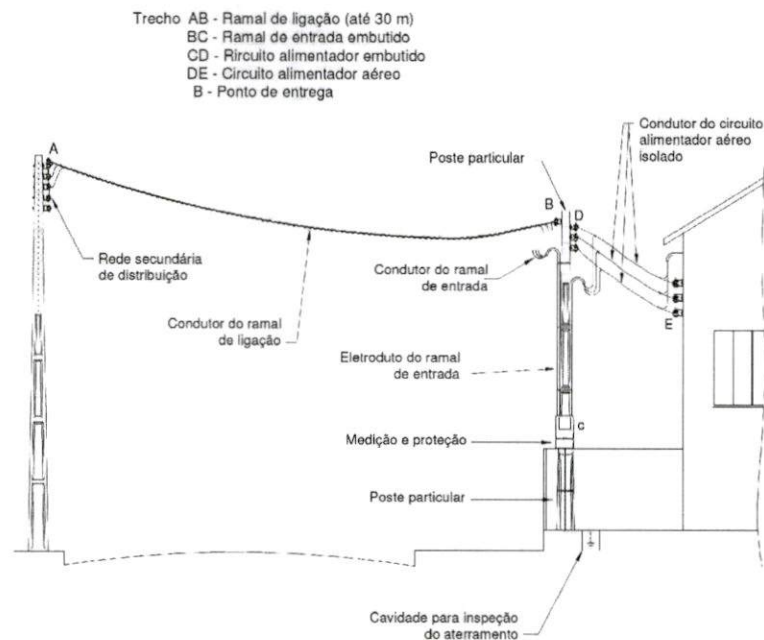 Trecho AB - Ramal de ligação (até 30 m)
BC - Ramal de entrada embutido
CD - Rircuito alimentador embutido
DE - Circuito alimentador aéreo
B - Ponto de entrega
A
Rede secundária
de distribuição
Condutor do ramal
de ligação
Poste particular
B
D
Condutor do circuito
alimentador aéreo
isolado
Condutor do ramal
de entrada
E
Eletroduto do ramal
de entrada
c
Medição e proteção
Poste particular
Cavidade para inspeção
do aterramento